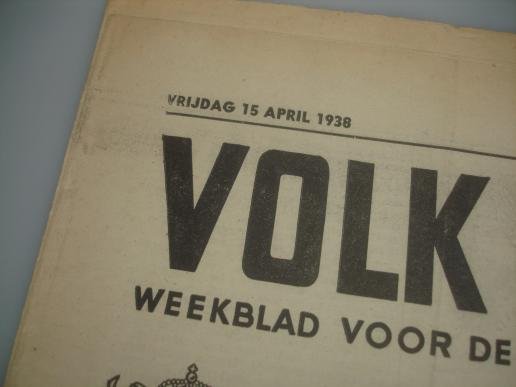 VRIJDAG 15 APRIL 1938
VOLK
WEEKBLAD VOOR DE